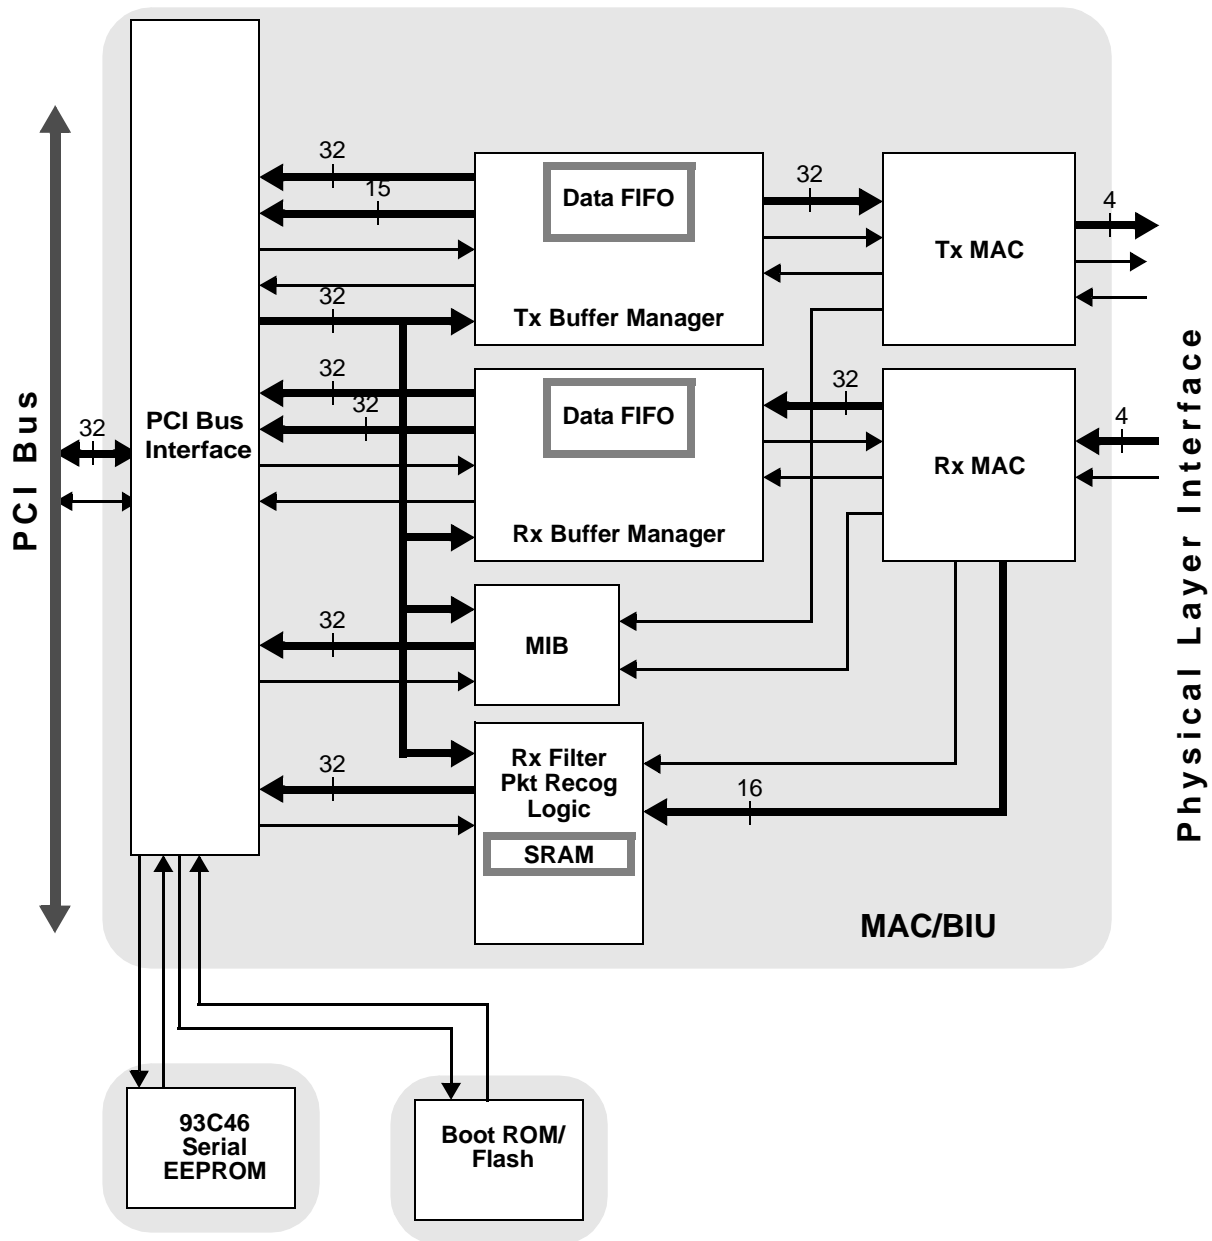 32
15
32
Data FIFO
Tx Buffer Manager
32
Tx MAC
4
32
32
Data FIFO
Rx Buffer Manager
32
Rx MAC
4
PCI Bus
32
PCI Bus
Interface
Physical Layer Interface
32
MIB
32
Rx Filter
Pkt Recog
Logic
SRAM
16
MAC/BIU
93C46
Serial
EEPROM
Boot ROM/
Flash